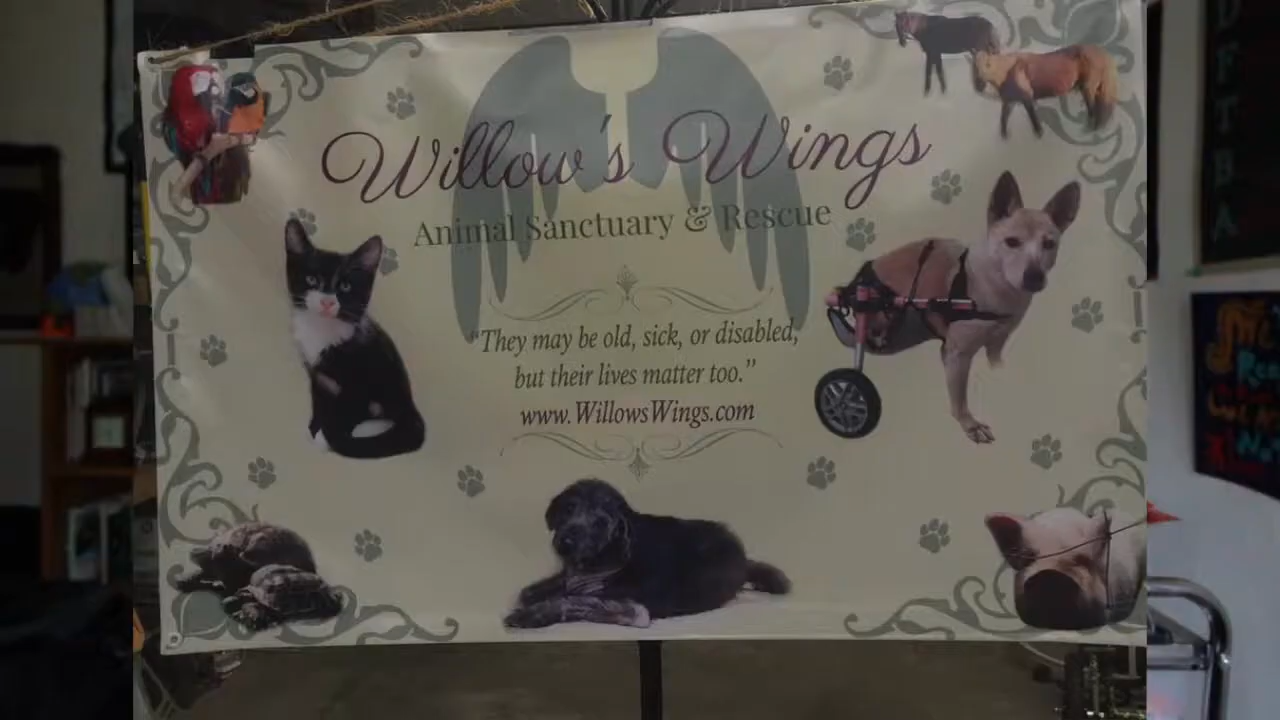 Willow's Wings
Animal Sanctuary & Rescue
“They may be old, sick, or disabled,
but their lives matter too.”
www.WillowsWings.com
D
F
T
B
A